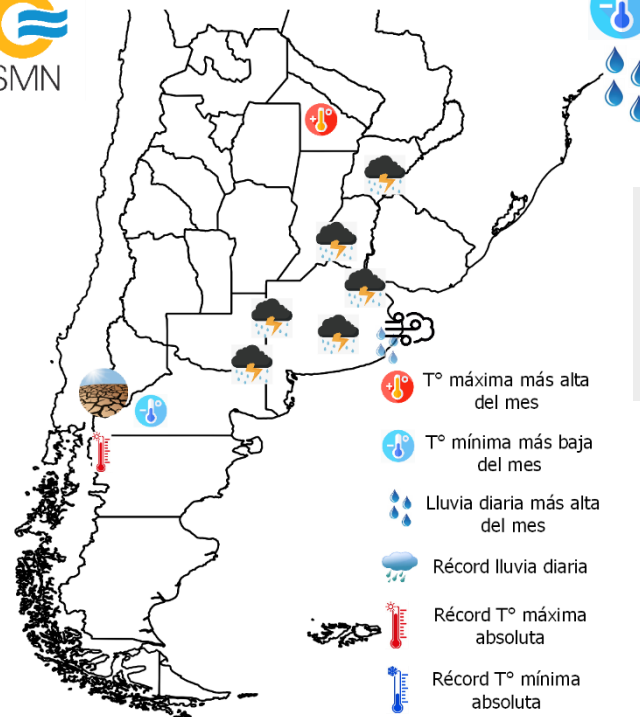 SMN
T° máxima más alta
del mes
T° mínima más baja
del mes
Lluvia diaria más alta
del mes
Récord lluvia diaria
Récord T° máxima
absoluta
Récord T° mínima
absoluta